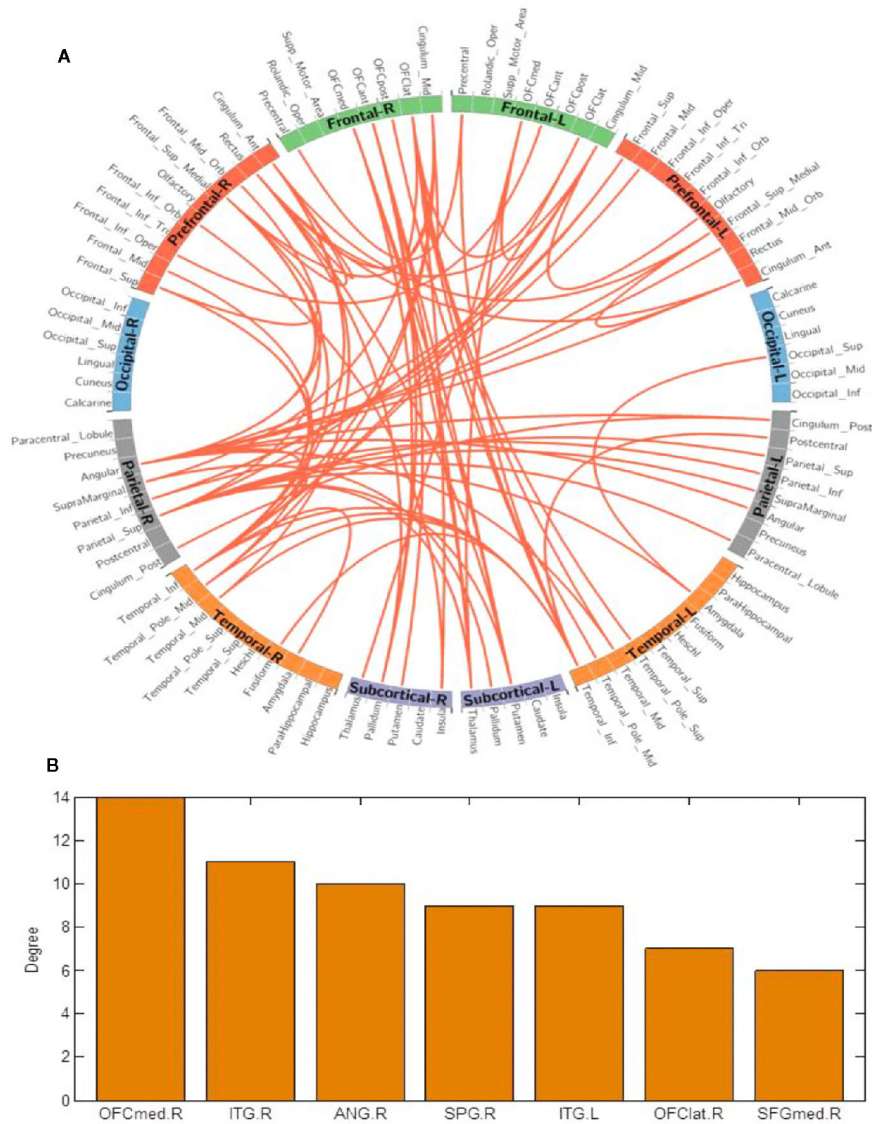 A
Precentral
Rolandic_Oper
Supp_Motor_Area
OFCmed
OFCant
OFCpost
OFClat
Cingulum_Mid
Frontal-R
Precentral
Rolandic_Oper
Supp_Motor_Area
OFCmed
OFCant
OFCpost
OFClat
Cingulum_Mid
Frontal-L
Frontal_Sup
Frontal_Mid
Frontal_Inf_Oper
Frontal_Inf_Tri
Frontal_Inf_Orb
Olfactory
Frontal_Sup_Medial
Frontal_Mid_Orb
Rectus
Cingulum_Ant
Prefrontal-L
Calcarine
Cuneus
Lingual
Occipital_Sup
Occipital_Mid
Occipital_Inf
Occipital-L
Cingulum_Post
Postcentral
Parietal_Sup
Parietal_Inf
SupraMarginal
Angular
Precuneus
Paracentral_Lobule
Parietal-L
Hippocampus
ParaHippocampal
Amygdala
Fusiform
Heschl
Temporal_Sup
Temporal_Pole_Sup
Temporal_Mid
Temporal_Pole_Mid
Temporal_Inf
Temporal-L
Insula
Caudate
Putamen
Pallidum
Thalamus
Subcortical-L
Insula
Caudate
Putamen
Pallidum
Thalamus
Subcortical-R
Hippocampus
ParaHippocampal
Amygdala
Fusiform
Heschl
Temporal_Sup
Temporal_Pole_Sup
Temporal_Mid
Temporal_Pole_Mid
Temporal_Inf
Temporal-R
Cingulum_Post
Postcentral
Parietal_Sup
Parietal_Inf
SupraMarginal
Angular
Precuneus
Paracentral_Lobule
Parietal-R
Calcarine
Cuneus
Lingual
Occipital_Sup
Occipital_Mid
Occipital_Inf
Occipital-R
Frontal_Sup
Frontal_Mid
Frontal_Inf_Oper
Frontal_Inf_Tri
Frontal_Inf_Orb
Olfactory
Frontal_Sup_Medial
Frontal_Mid_Orb
Rectus
Cingulum_Ant
Prefrontal-R
B
Degree
14
12
10
8
6
4
2
0
OFCmed.R ITG.R ANG.R SPG.R ITG.L OFClat.R SFGmed.R